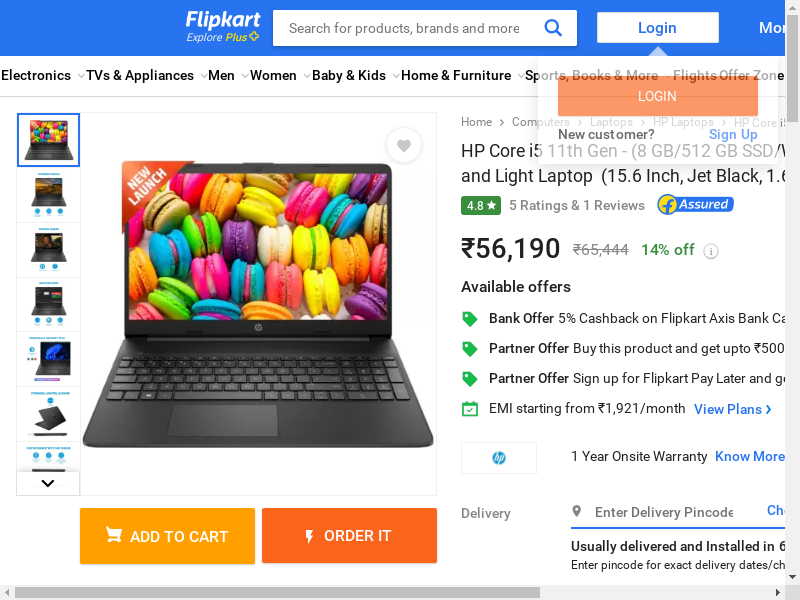 Flipkart
Explore Plus
Search for products, brands and more
Login
Electronics
TVs & Appliances
Men
Women
Baby & Kids
Home & Furniture
Sports, Books & More
Flights
Offer Zone
LOGIN
New customer?
Sign Up
Home
Computers
Laptops
HP Laptops
HP Core i5
HP Core i5 11th Gen - (8 GB/512 GB SSD/
and Light Laptop (15.6 Inch, Jet Black, 1.6
4.8
5 Ratings & 1 Reviews
Assured
₹56,190
₹65,444
14% off
i
NEW
LAUNCH
hp
Available offers
Bank Offer 5% Cashback on Flipkart Axis Bank
Partner Offer Buy this product and get upto ₹500
Partner Offer Sign up for Flipkart Pay Later and
EMI starting from ₹1,921/month View Plans
hp
1 Year Onsite Warranty Know More
Delivery
Enter Delivery Pincode
ADD TO CART
ORDER IT
Usually delivered and Installed in 6
Enter pincode for exact delivery